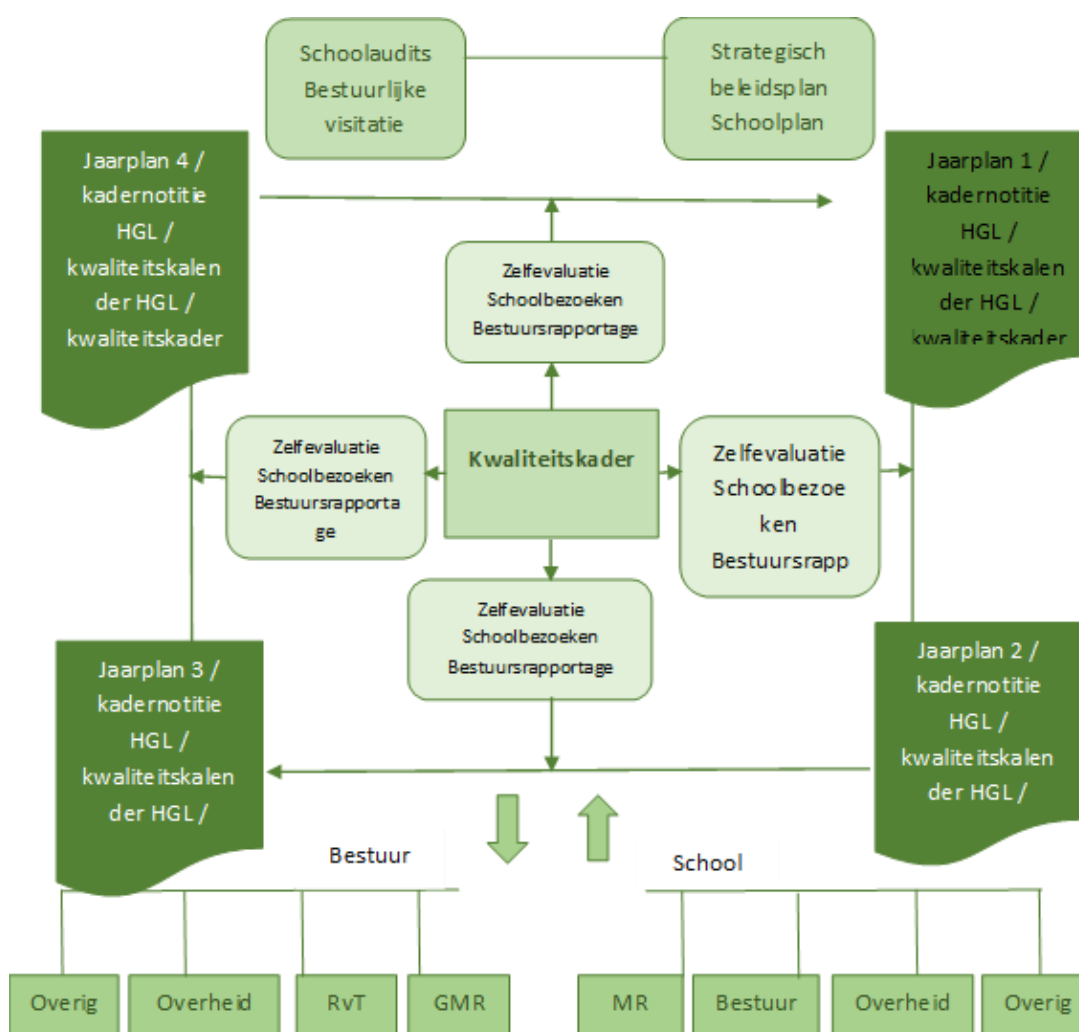 Schoolaudits
Bestuurlijke
visitatie
Strategisch
beleidsplan
Schoolplan
Jaarplan 4 /
kadernotitie
HGL /
kwaliteitskalen
der HGL /
kwaliteitskader
Jaarplan 1 /
kadernotitie
HGL /
kwaliteitskalen
der HGL /
kwaliteitskader
Zelfevaluatie
Schoolbezoeken
Bestuursrapportage
Zelfevaluatie
Schoolbezoeken
Bestuursrapporta
ge
Kwaliteitskader
Zelfevaluatie
Schoolbezoe
ken
Bestuursrapp
Zelfevaluatie
Schoolbezoeken
Bestuursrapportage
Jaarplan 3 /
kadernotitie
HGL /
kwaliteitskalen
der HGL /
Jaarplan 2 /
kadernotitie
HGL /
kwaliteitskalen
der HGL /
Bestuur
School
Overig
Overheid
RvT
GMR
MR
Bestuur
Overheid
Overig